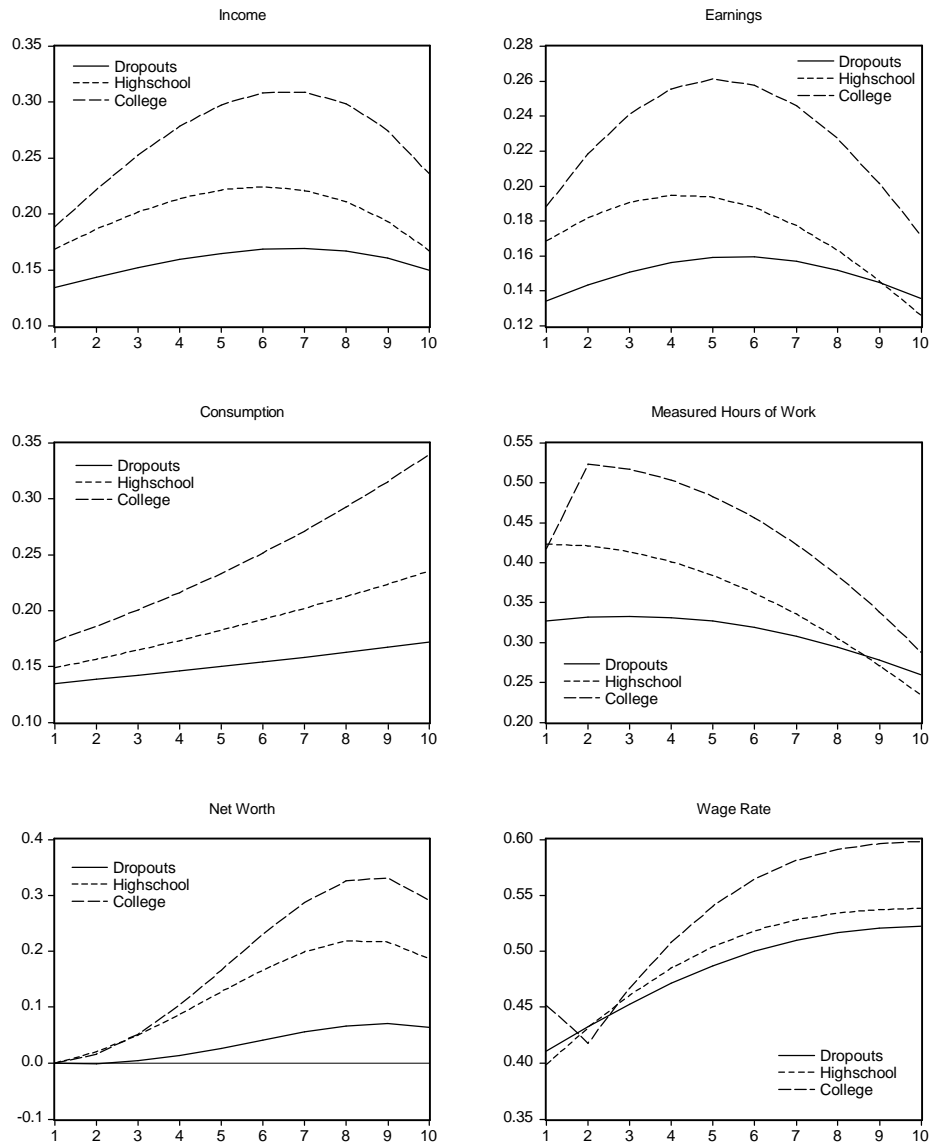 Income
0.35
0.30
0.25
0.20
0.15
0.10
Dropouts
Highschool
College
1 2 3 4 5 6 7 8 9 10
Earnings
0.28
0.26
0.24
0.22
0.20
0.18
0.16
0.14
0.12
Dropouts
Highschool
College
1 2 3 4 5 6 7 8 9 10
Consumption
0.35
0.30
0.25
0.20
0.15
0.10
Dropouts
Highschool
College
1 2 3 4 5 6 7 8 9 10
Measured Hours of Work
0.55
0.50
0.45
0.40
0.35
0.30
0.25
0.20
Dropouts
Highschool
College
1 2 3 4 5 6 7 8 9 10
Net Worth
0.4
0.3
0.2
0.1
0.0
-0.1
Dropouts
Highschool
College
1 2 3 4 5 6 7 8 9 10
Wage Rate
0.60
0.55
0.50
0.45
0.40
0.35
Dropouts
Highschool
College
1 2 3 4 5 6 7 8 9 10